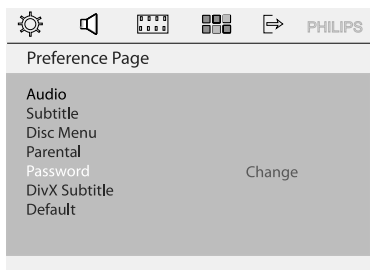 PHILIPS
Preference Page
Audio
Subtitle
Disc Menu
Parental
Password Change
DivX Subtitle
Default